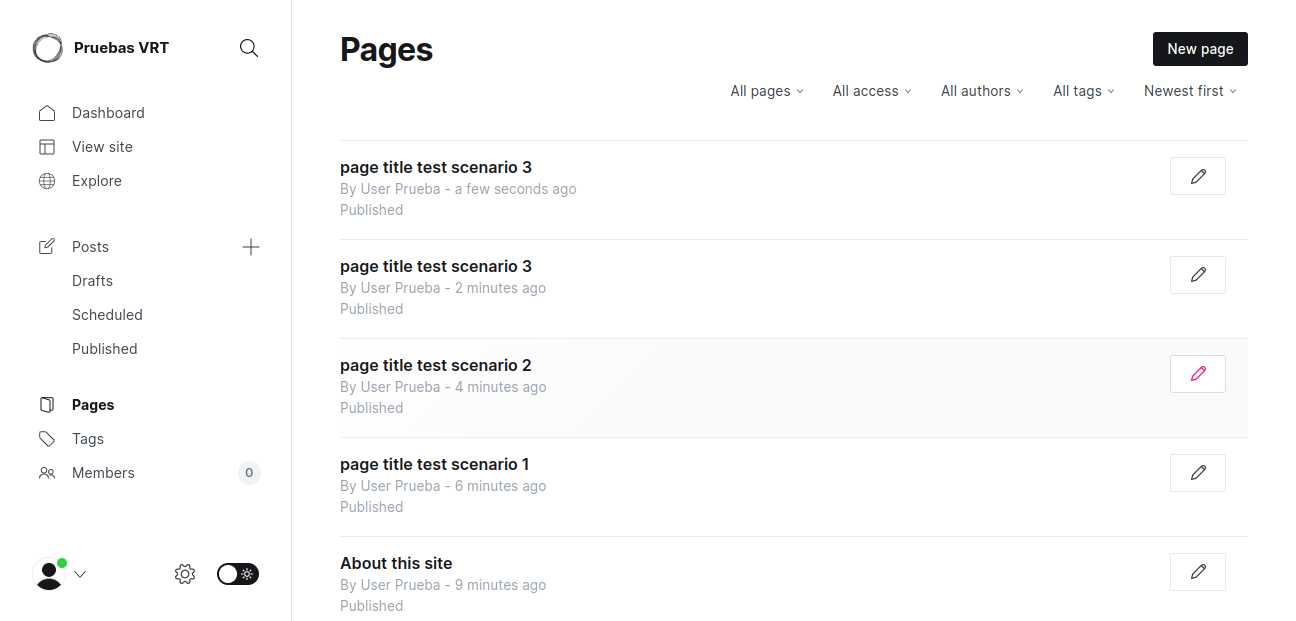 Pruebas VRT
Dashboard
View site
Explore
Posts
Drafts
Scheduled
Published
Pages
Tags
Members 0
Pages
New page
All pages All access All authors All tags Newest first
page title test scenario 3
By User Prueba - a few seconds ago
Published
page title test scenario 3
By User Prueba - 2 minutes ago
Published
page title test scenario 2
By User Prueba - 4 minutes ago
Published
page title test scenario 1
By User Prueba - 6 minutes ago
Published
About this site
By User Prueba - 9 minutes ago
Published